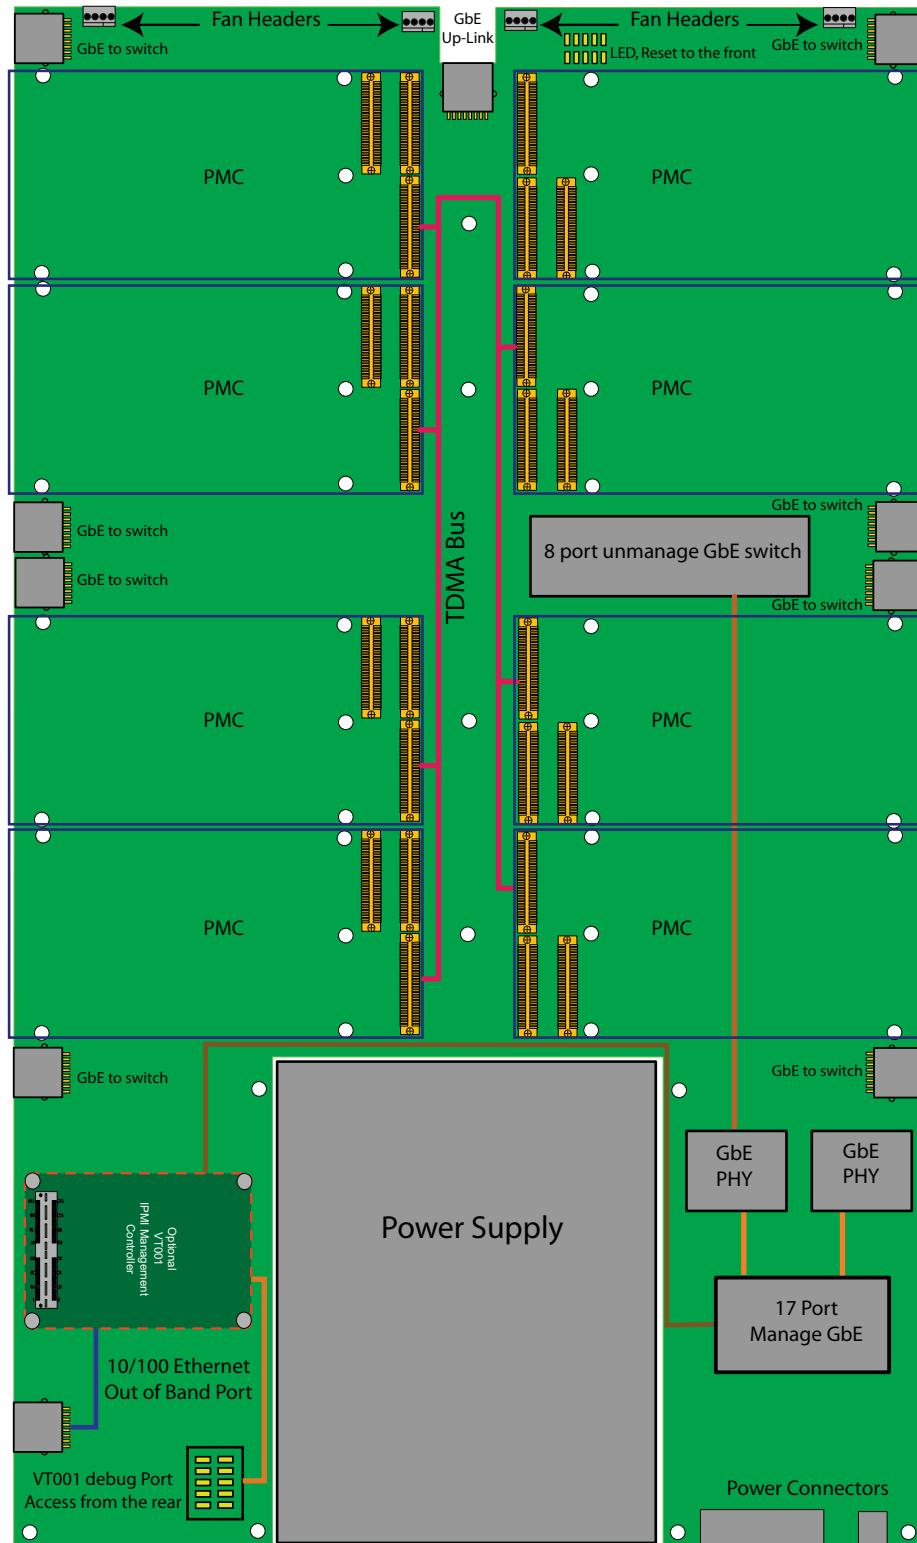 Fan Headers
GbE
Up-Link
Fan Headers
GbE to switch
LED, Reset to the front
GbE to switch
PMC
PMC
PMC
PMC
TDMA Bus
GbE to switch
GbE to switch
8 port unmanage GbE switch
GbE to switch
GbE to switch
PMC
PMC
PMC
PMC
GbE to switch
GbE to switch
GbE
PHY
GbE
PHY
Optional
VT001
IPMI Management
Controller
Power Supply
17 Port
Manage GbE
10/100 Ethernet
Out of Band Port
VT001 debug Port
Access from the rear
Power Connectors